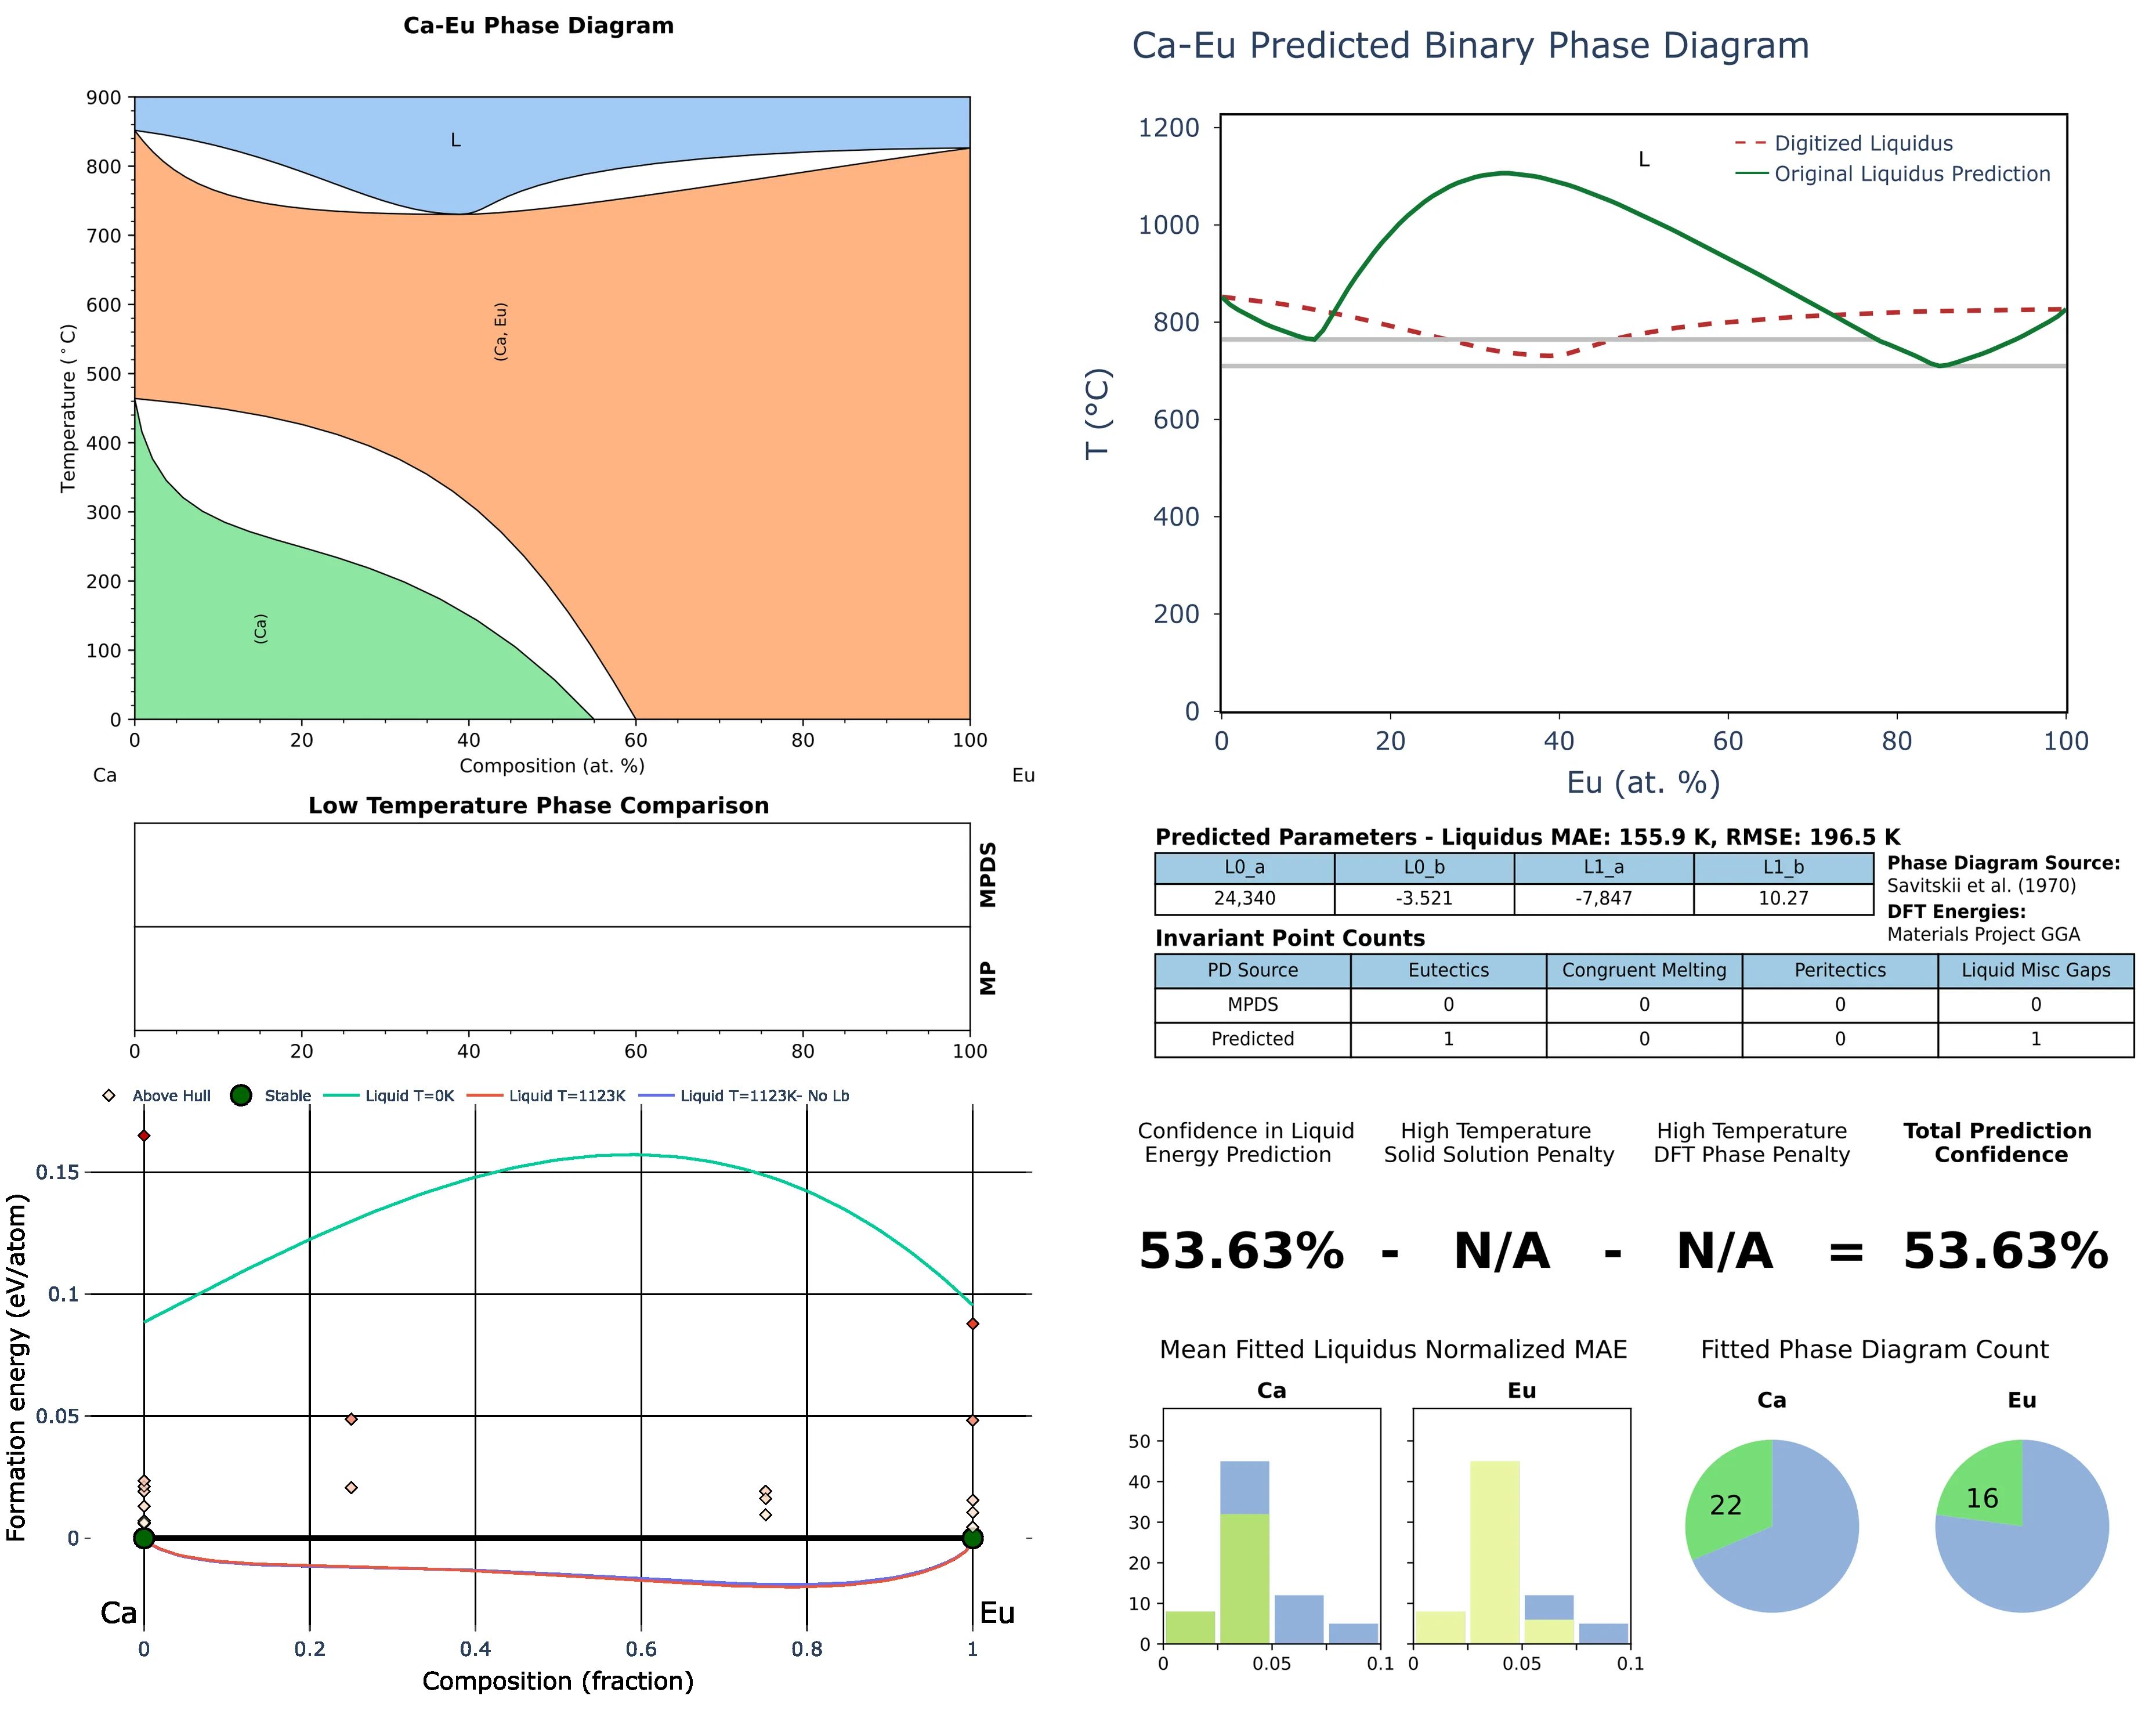 Ca-Eu Phase Diagram
900
800
700
600
500
400
300
200
100
0
Temperature (°C)
L
(Ca, Eu)
(Ca)
0 20 40 60 80 100
Composition (at. %)
Ca Eu
Low Temperature Phase Comparison
MPDS
MP
0 20 40 60 80 100
Above Hull Stable Liquid T=0K Liquid T=1123K Liquid T=1123K- No Lb
0.15
0.1
0.05
0
Formation energy (eV/atom)
Ca Eu
0 0.2 0.4 0.6 0.8 1
Composition (fraction)
Ca-Eu Predicted Binary Phase Diagram
1200
1000
800
600
400
200
0
T (°C)
L
Digitized Liquidus
Original Liquidus Prediction
0 20 40 60 80 100
Eu (at. %)
Predicted Parameters - Liquidus MAE: 155.9 K, RMSE: 196.5 K
L0_a L0_b L1_a L1_b
24,340 -3.521 -7,847 10.27
Phase Diagram Source:
Savitskii et al. (1970)
DFT Energies:
Materials Project GGA
Invariant Point Counts
PD Source Eutectics Congruent Melting Peritectics Liquid Misc Gaps
MPDS 0 0 0 0
Predicted 1 0 0 1
Confidence in Liquid
Energy Prediction
High Temperature
Solid Solution Penalty
High Temperature
DFT Phase Penalty
Total Prediction
Confidence
53.63% - N/A - N/A = 53.63%
Mean Fitted Liquidus Normalized MAE
Ca Eu
50
40
30
20
10
0
0 0.05 0.1 0 0.05 0.1
Fitted Phase Diagram Count
Ca Eu
22 16